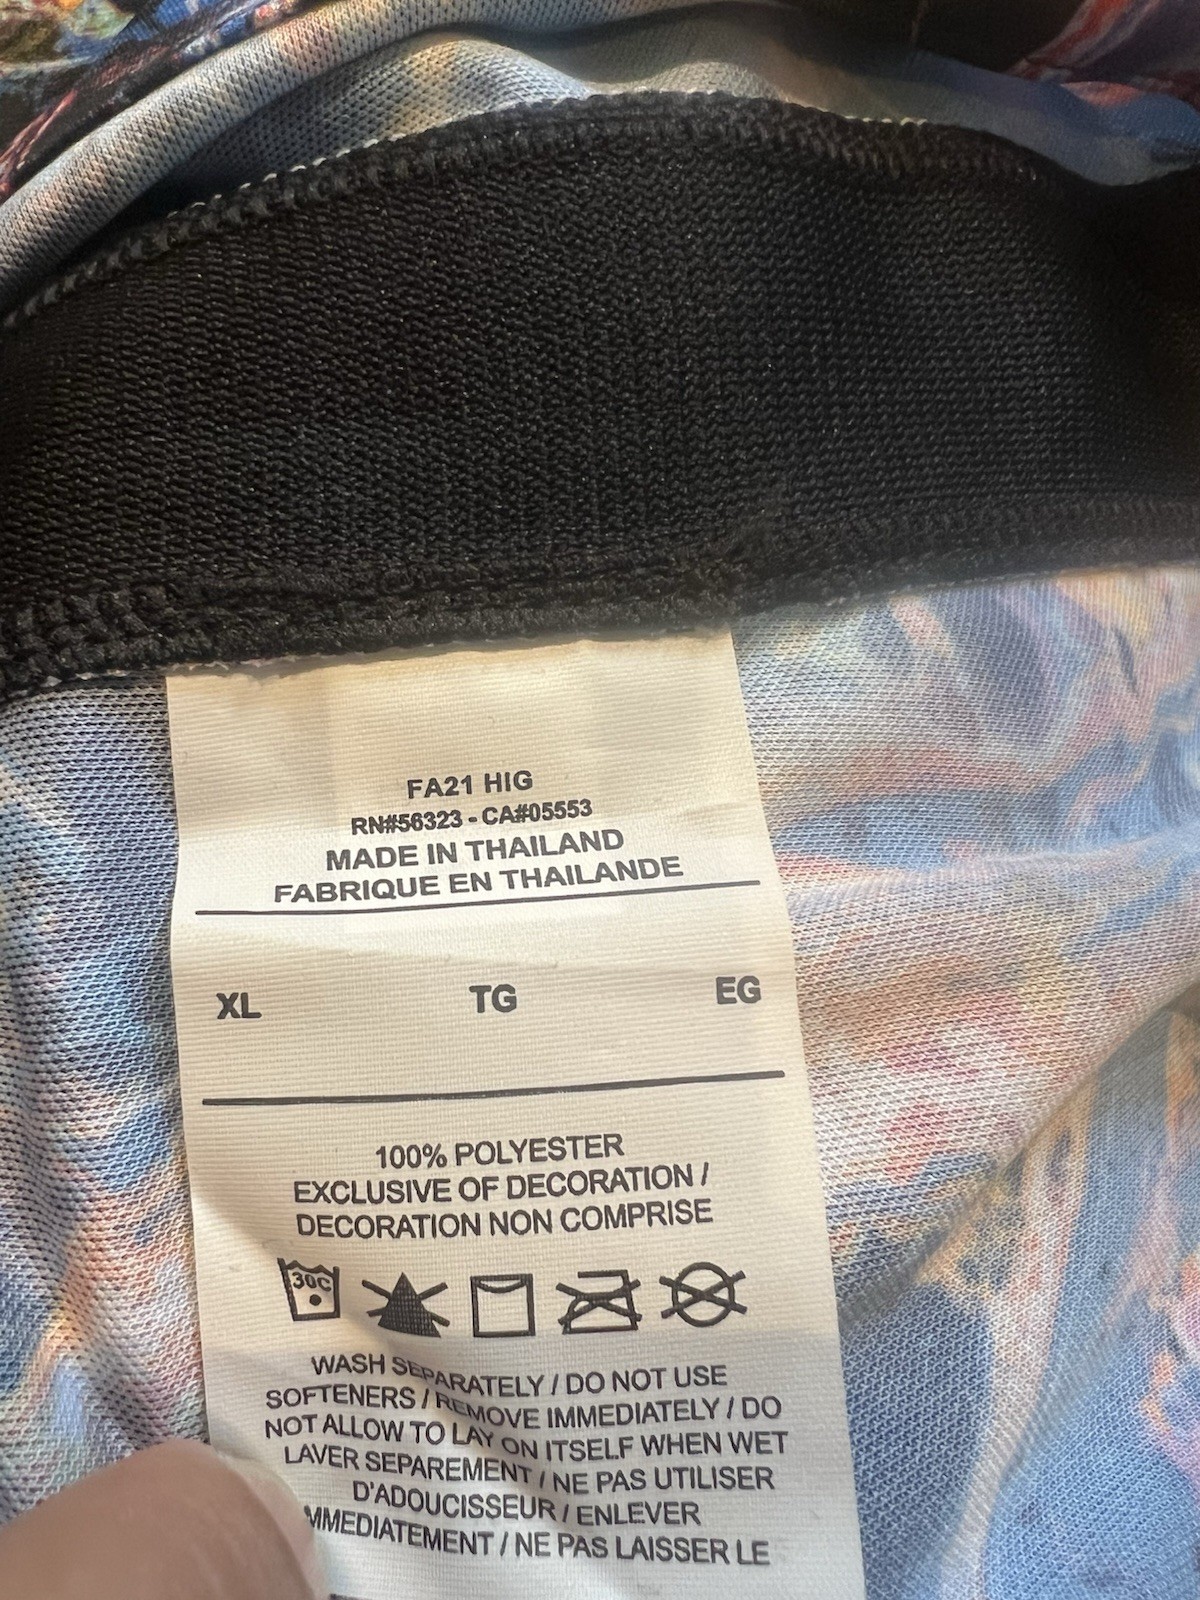 FA21 HIG
RN#56323 - CA#05553
MADE IN THAILAND
FABRIQUE EN THAILANDE
XL TG EG
100% POLYESTER
EXCLUSIVE OF DECORATION /
DECORATION NON COMPRISE
30C
WASH SEPARATELY / DO NOT USE
SOFTENERS / REMOVE IMMEDIATELY / DO
NOT ALLOW TO LAY ON ITSELF WHEN WET
LAVER SEPAREMENT / NE PAS UTILISER
D'ADOUCISSEUR / ENLEVER
MMEDIATEMENT / NE PAS LAISSER LE